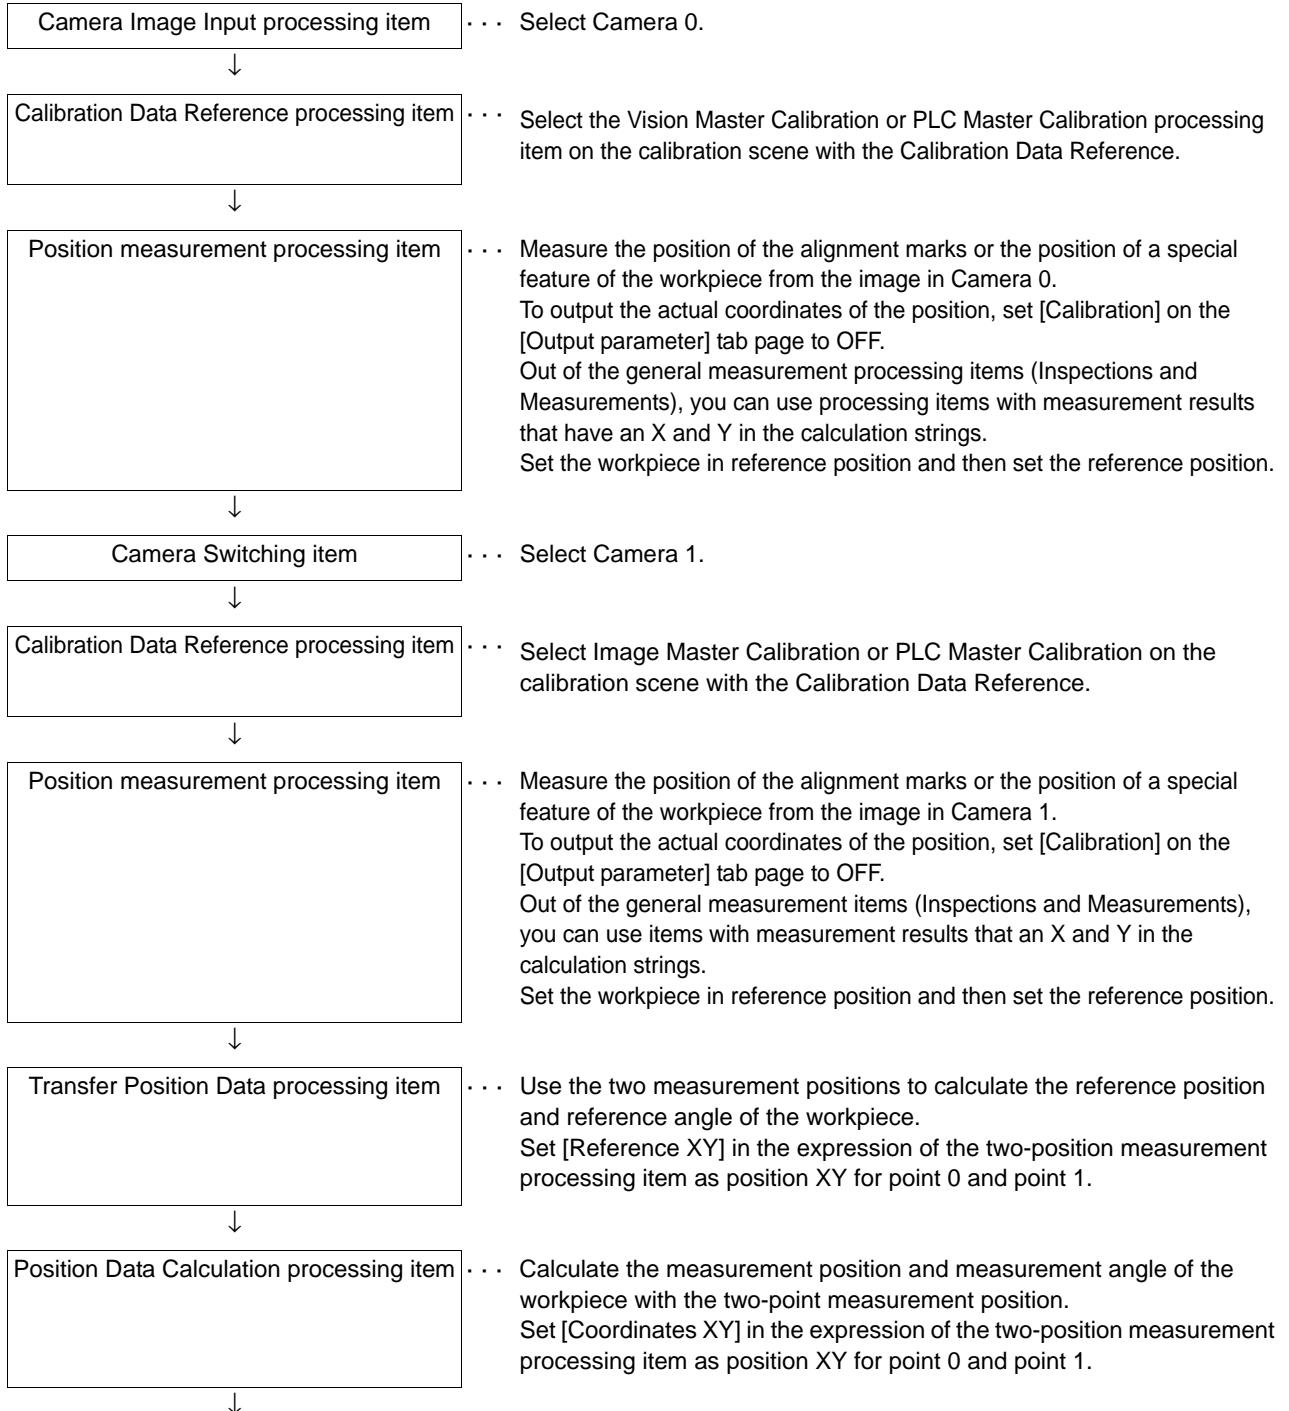 Camera Image Input processing item ··· Select Camera 0.
↓
Calibration Data Reference processing item ··· Select the Vision Master Calibration or PLC Master Calibration processing
item on the calibration scene with the Calibration Data Reference.
↓
Position measurement processing item ··· Measure the position of the alignment marks or the position of a special
feature of the workpiece from the image in Camera 0.
To output the actual coordinates of the position, set [Calibration] on the
[Output parameter] tab page to OFF.
Out of the general measurement processing items (Inspections and
Measurements), you can use processing items with measurement results
that have an X and Y in the calculation strings.
Set the workpiece in reference position and then set the reference position.
↓
Camera Switching item ··· Select Camera 1.
↓
Calibration Data Reference processing item ··· Select Image Master Calibration or PLC Master Calibration on the
calibration scene with the Calibration Data Reference.
↓
Position measurement processing item ··· Measure the position of the alignment marks or the position of a special
feature of the workpiece from the image in Camera 1.
To output the actual coordinates of the position, set [Calibration] on the
[Output parameter] tab page to OFF.
Out of the general measurement items (Inspections and Measurements),
you can use items with measurement results that an X and Y in the
calculation strings.
Set the workpiece in reference position and then set the reference position.
↓
Transfer Position Data processing item ··· Use the two measurement positions to calculate the reference position
and reference angle of the workpiece.
Set [Reference XY] in the expression of the two-position measurement
processing item as position XY for point 0 and point 1.
↓
Position Data Calculation processing item ··· Calculate the measurement position and measurement angle of the
workpiece with the two-point measurement position.
Set [Coordinates XY] in the expression of the two-position measurement
processing item as position XY for point 0 and point 1.
↓